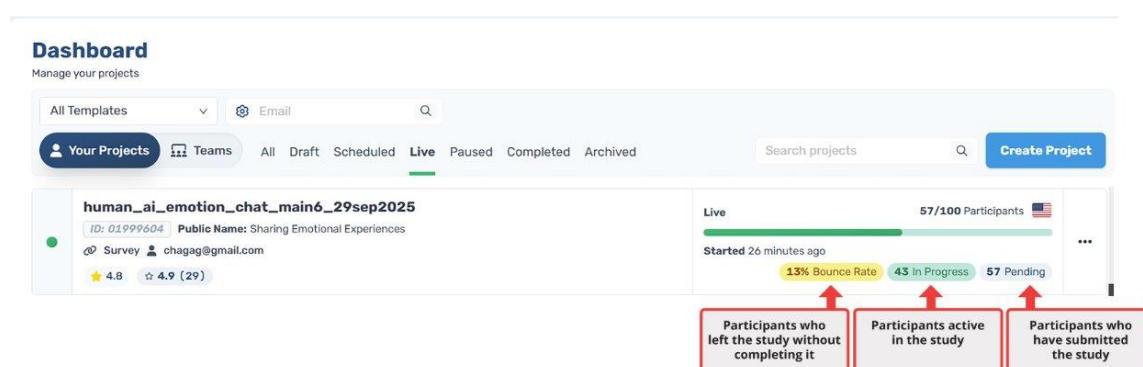 Dashboard
Manage your projects
All Templates
Email
Your Projects
Teams
All Draft Scheduled Live Paused Completed Archived
Search projects
Create Project
human_ai_emotion_chat_main6_29sep2025
ID: 01999604 Public Name: Sharing Emotional Experiences
Survey chagag@gmail.com
4.8 4.9 (29)
Live 57/100 Participants
Started 26 minutes ago
13% Bounce Rate 43 In Progress 57 Pending
Participants who
left the study without
completing it
Participants active
in the study
Participants who
have submitted
the study